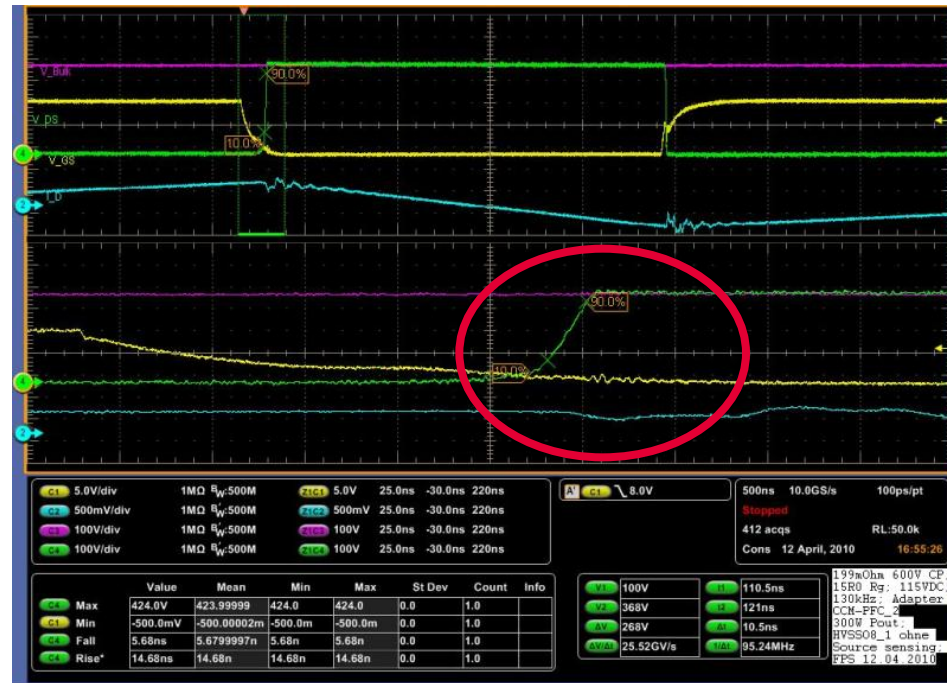 V_Bulk
90.0%
V_DS
10.0%
4
V_GS
I_D
2
90.0%
10.0%
4
2
C1 5.0V/div 1MΩ BW:500M Z1C1 5.0V 25.0ns -30.0ns 220ns
C2 500mV/div 1MΩ BW:500M Z1C2 500mV 25.0ns -30.0ns 220ns
C3 100V/div 1MΩ BW:500M Z1C3 100V 25.0ns -30.0ns 220ns
C4 100V/div 1MΩ BW:500M Z1C4 100V 25.0ns -30.0ns 220ns
A' C1 8.0V
500ns 10.0GS/s 100ps/pt
Stopped
412 acqs RL:50.0k
Cons 12 April, 2010 16:55:26
Value Mean Min Max St Dev Count Info
C4 Max 424.0V 423.99999 424.0 424.0 0.0 1.0
C1 Min -500.0mV -500.00002m -500.0m -500.0m 0.0 1.0
C4 Fall 5.68ns 5.6799997n 5.68n 5.68n 0.0 1.0
C4 Rise* 14.68ns 14.68n 14.68n 14.68n 0.0 1.0
V1 100V t1 110.5ns
V2 368V t2 121ns
ΔV 268V Δt 10.5ns
ΔV/Δt 25.52GV/s 1/Δt 95.24MHz
199mOhm 600V CP,
15R0 Rg; 115VDC,
130kHz; Adapter
CCM-PFC_2
300W Pout;
HVSSO8_1 ohne
Source sensing;
FPS 12.04.2010